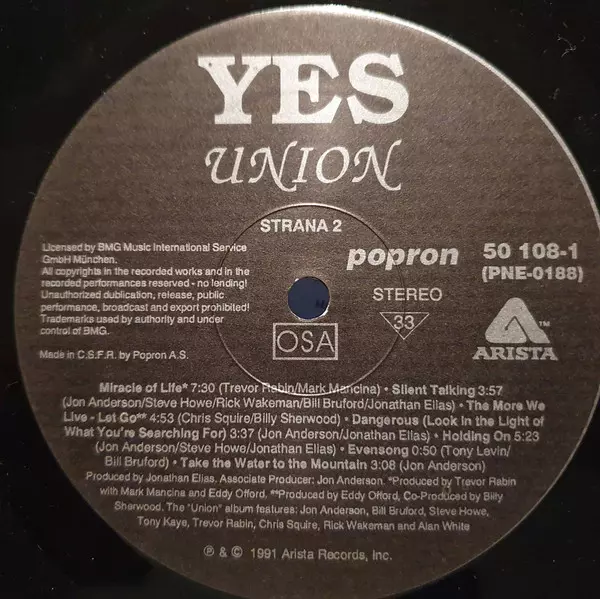 YES
UNION
STRANA 2
Licensed by BMG Music International Service
GmbH München.
All copyrights in the recorded works and in the
recorded performances reserved - no lending!
Unauthorized dublication, release, public
performance, broadcast and export prohibited!
Trademarks used by authority and under
control of BMG.
Made in C.S.F.R. by Popron A.S.
OSA
popron
50 108-1
(PNE-0188)
STEREO
33
ARISTA
TM
Miracle of Life* 7:30 (Trevor Rabin/Mark Mancina) • Silent Talking 3:57
(Jon Anderson/Steve Howe/Rick Wakeman/Bill Bruford/Jonathan Elias) • The More We
Live - Let Go** 4:53 (Chris Squire/Billy Sherwood) • Dangerous (Look in the Light of
What You're Searching For) 3:37 (Jon Anderson/Jonathan Elias) • Holding On 5:23
(Jon Anderson/Steve Howe/Jonathan Elias) • Evensong 0:50 (Tony Levin/
Bill Bruford) • Take the Water to the Mountain 3:08 (Jon Anderson)
Produced by Jonathan Elias. Associate Producer: Jon Anderson. *Produced by Trevor Rabin
with Mark Mancina and Eddy Offord. **Produced by Eddy Offord, Co-Produced by Billy
Sherwood. The "Union" album features: Jon Anderson, Bill Bruford, Steve Howe,
Tony Kaye, Trevor Rabin, Chris Squire, Rick Wakeman and Alan White
℗ & © 1991 Arista Records, Inc.